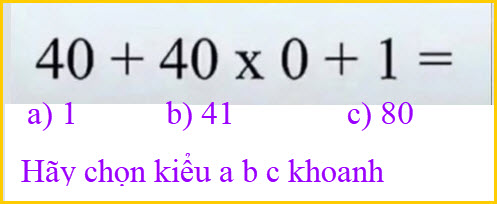 40 + 40 x 0 + 1 =
a) 1 b) 41 c) 80
Hãy chọn kiểu a b c khoanh